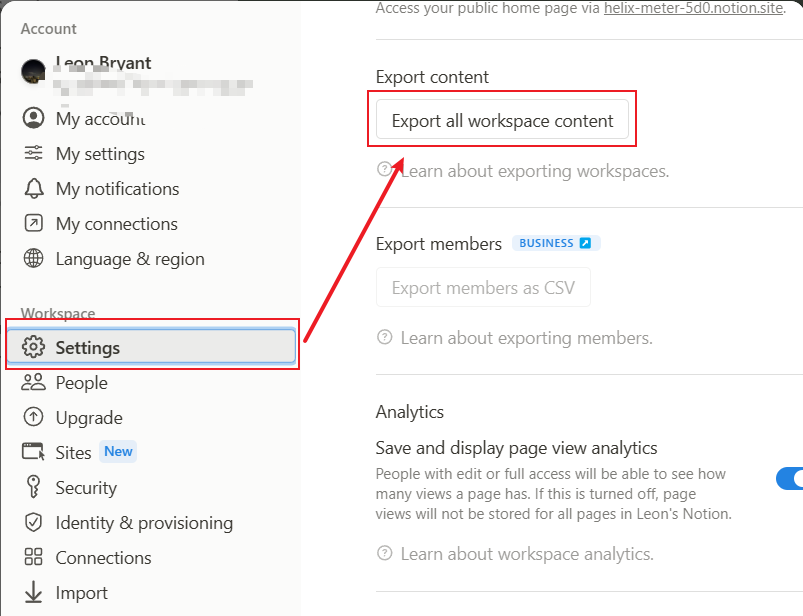 Account
Leon Bryant
My account
My settings
My notifications
My connections
Language & region
Workspace
Settings
People
Upgrade
Sites New
Security
Identity & provisioning
Connections
Import
Access your public home page via helix-meter-5d0.notion.site.
Export content
Export all workspace content
Learn about exporting workspaces.
Export members BUSINESS
Export members as CSV
Learn about exporting members.
Analytics
Save and display page view analytics
People with edit or full access will be able to see how
many views a page has. If this is turned off, page
views will not be stored for all pages in Leon's Notion.
Learn about workspace analytics.